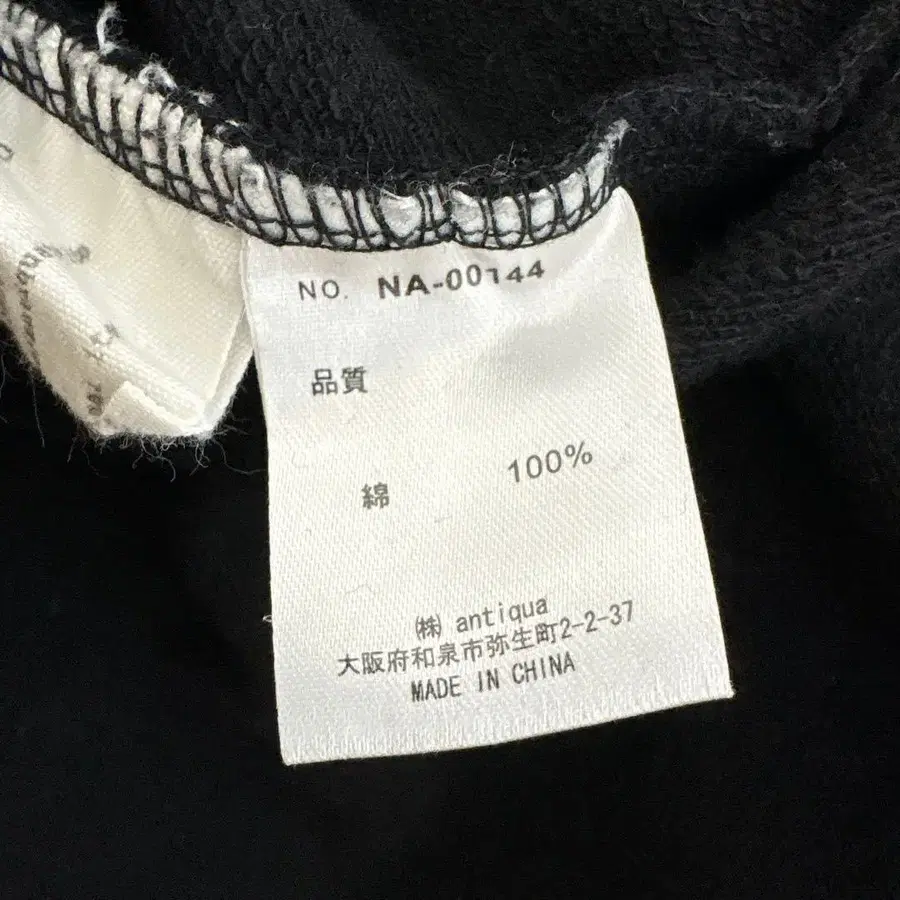 NO. NA-00144
品質
綿 100%
(株) antiqua
大阪府和泉市弥生町2-2-37
MADE IN CHINA